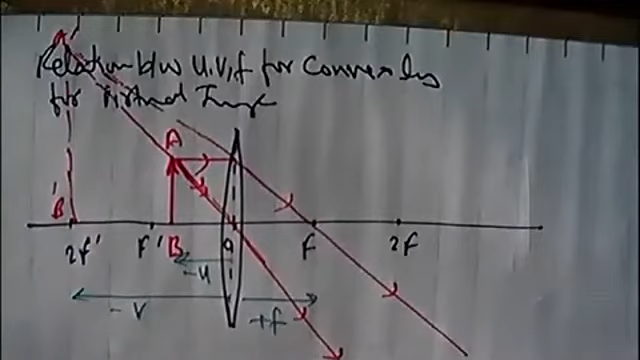 A'
Relation b/w u,v,f for Convex lens
for virtual Image
A
B'
2F'
F'
B
O
F
2F
-u
-v
+f